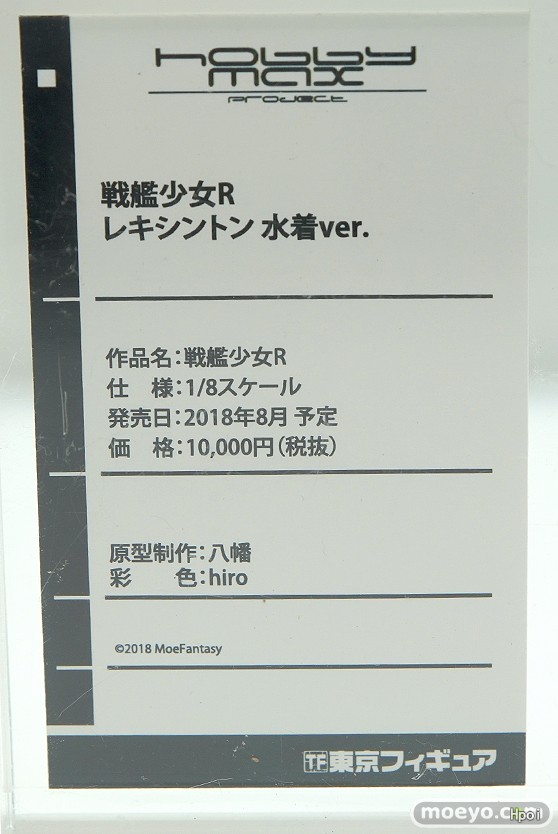 hobby
max
project
戦艦少女R
レキシントン 水着ver.
作品名：戦艦少女R
仕　様：1/8スケール
発売日：2018年8月 予定
価　格：10,000円（税抜）
原型制作：八幡
彩　　色：hiro
©2018 MoeFantasy
TF 東京フィギュア
Hpoi
moeyo.com